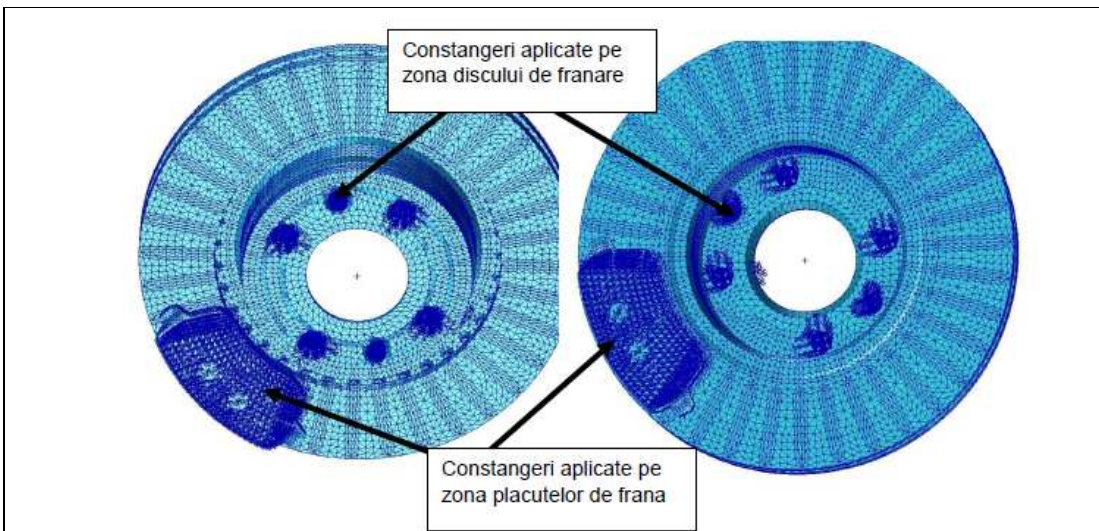 Constangeri aplicate pe
zona discului de franare
Constangeri aplicate pe
zona placutelor de frana